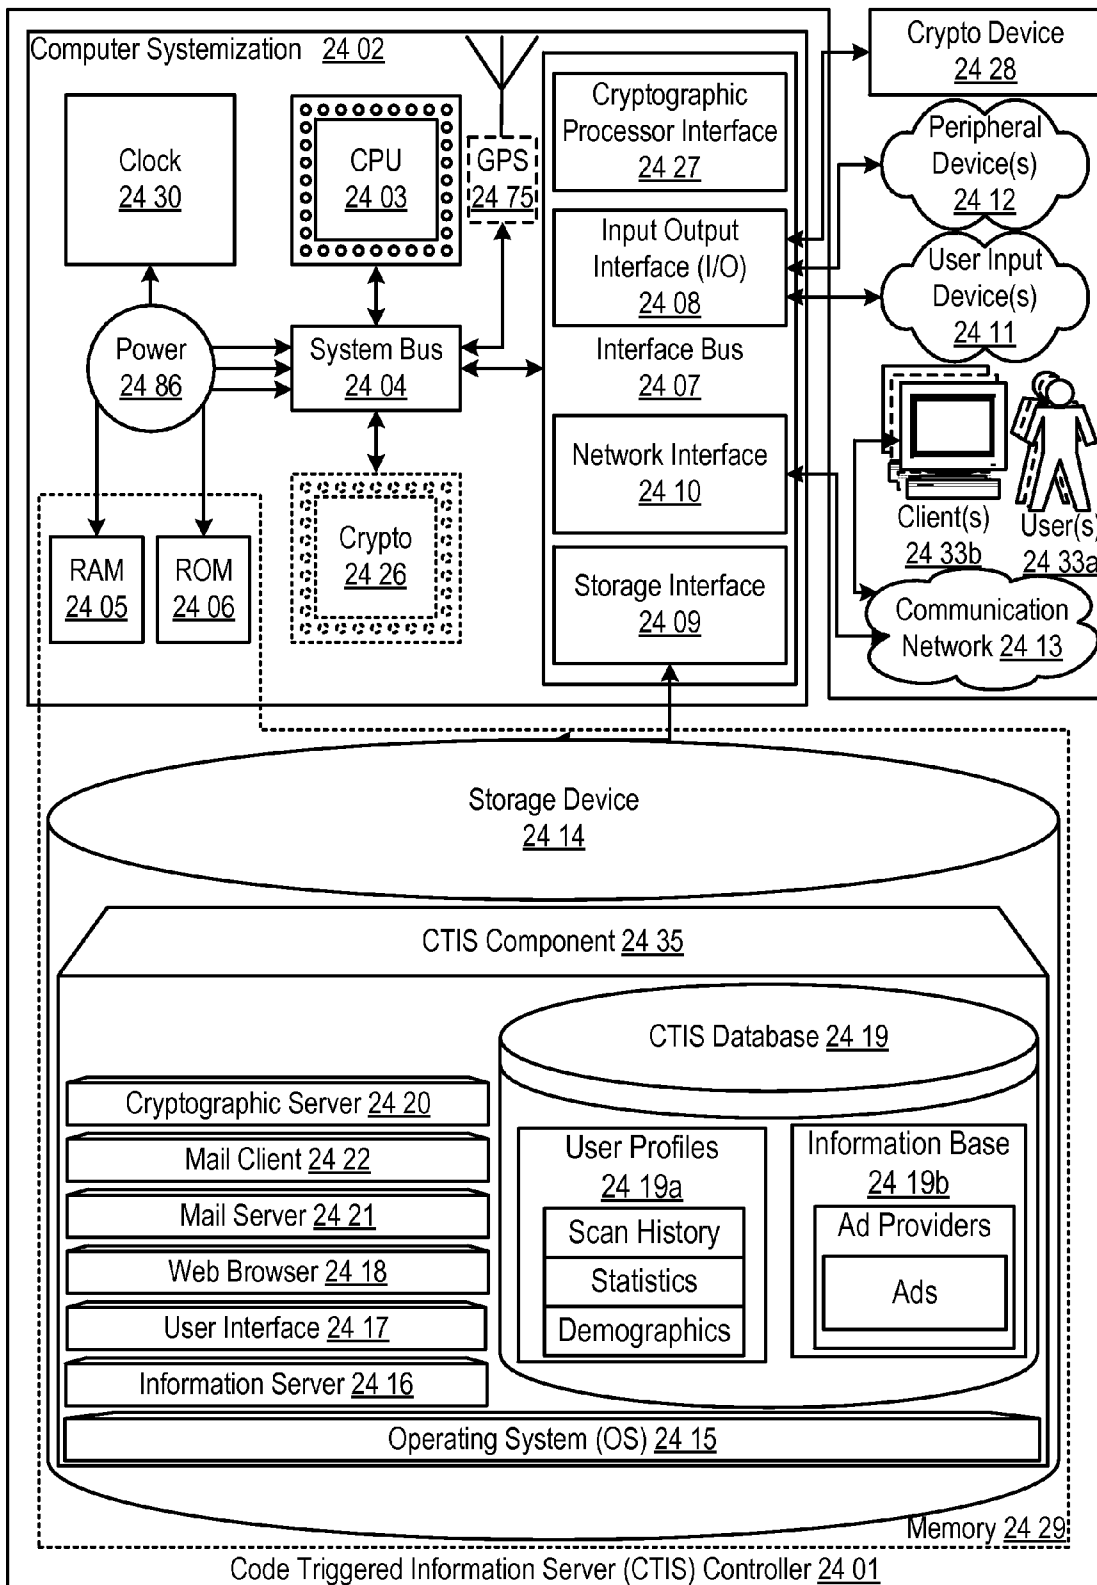 Computer Systemization 24 02
Clock
24 30
CPU
24 03
GPS
24 75
Cryptographic
Processor Interface
24 27
Input Output
Interface (I/O)
24 08
Interface Bus
24 07
Network Interface
24 10
Storage Interface
24 09
Power
24 86
System Bus
24 04
Crypto
24 26
RAM
24 05
ROM
24 06
Crypto Device
24 28
Peripheral
Device(s)
24 12
User Input
Device(s)
24 11
Client(s)
24 33b
User(s)
24 33a
Communication
Network 24 13
Storage Device
24 14
CTIS Component 24 35
CTIS Database 24 19
Cryptographic Server 24 20
Mail Client 24 22
Mail Server 24 21
Web Browser 24 18
User Interface 24 17
Information Server 24 16
User Profiles
24 19a
Scan History
Statistics
Demographics
Information Base
24 19b
Ad Providers
Ads
Operating System (OS) 24 15
Memory 24 29
Code Triggered Information Server (CTIS) Controller 24 01